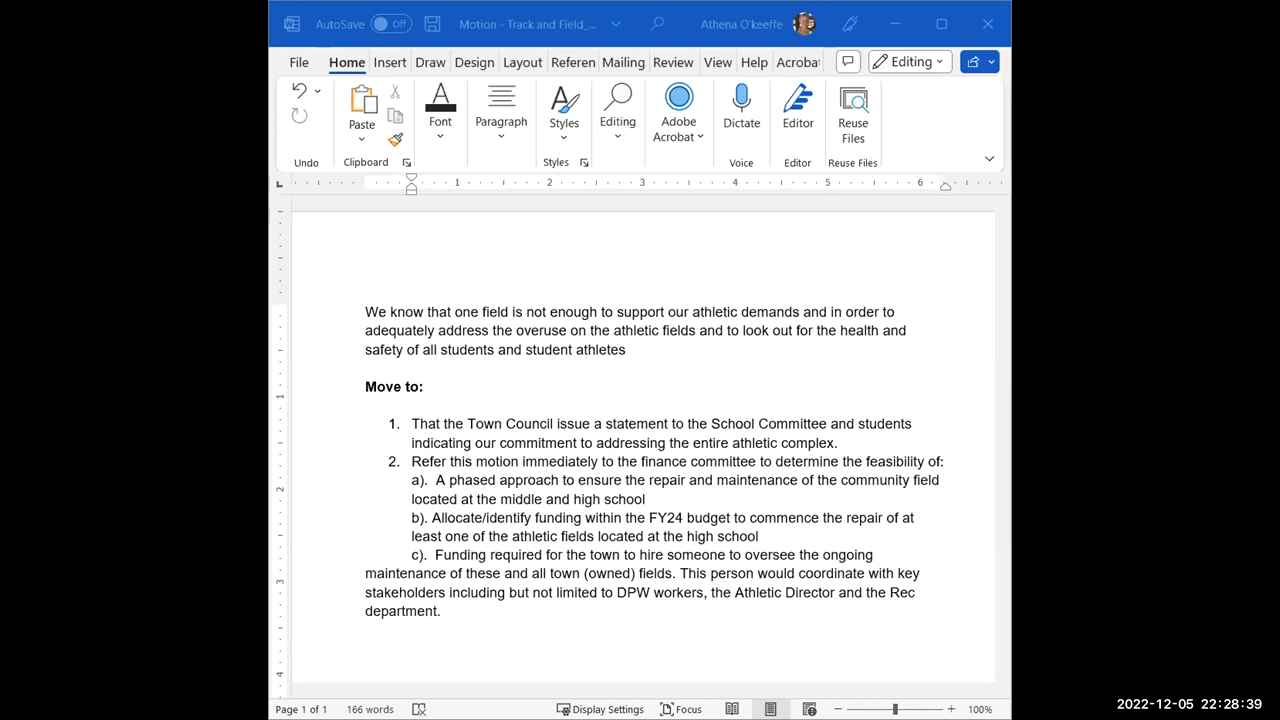 AutoSave Off Motion - Track and Field_... Athena O'keeffe
File Home Insert Draw Design Layout Referen Mailing Review View Help Acrobat Editing
Paste Font Paragraph Styles Editing Adobe Acrobat Dictate Editor Reuse Files
Undo Clipboard Styles Voice Editor Reuse Files
1 2 3 4 5 6
We know that one field is not enough to support our athletic demands and in order to
adequately address the overuse on the athletic fields and to look out for the health and
safety of all students and student athletes
Move to:
1. That the Town Council issue a statement to the School Committee and students
indicating our commitment to addressing the entire athletic complex.
2. Refer this motion immediately to the finance committee to determine the feasibility of:
a). A phased approach to ensure the repair and maintenance of the community field
located at the middle and high school
b). Allocate/identify funding within the FY24 budget to commence the repair of at
least one of the athletic fields located at the high school
c). Funding required for the town to hire someone to oversee the ongoing
maintenance of these and all town (owned) fields. This person would coordinate with key
stakeholders including but not limited to DPW workers, the Athletic Director and the Rec
department.
1
3
4
Page 1 of 1 166 words Display Settings Focus 100%
2022-12-05 22:28:39